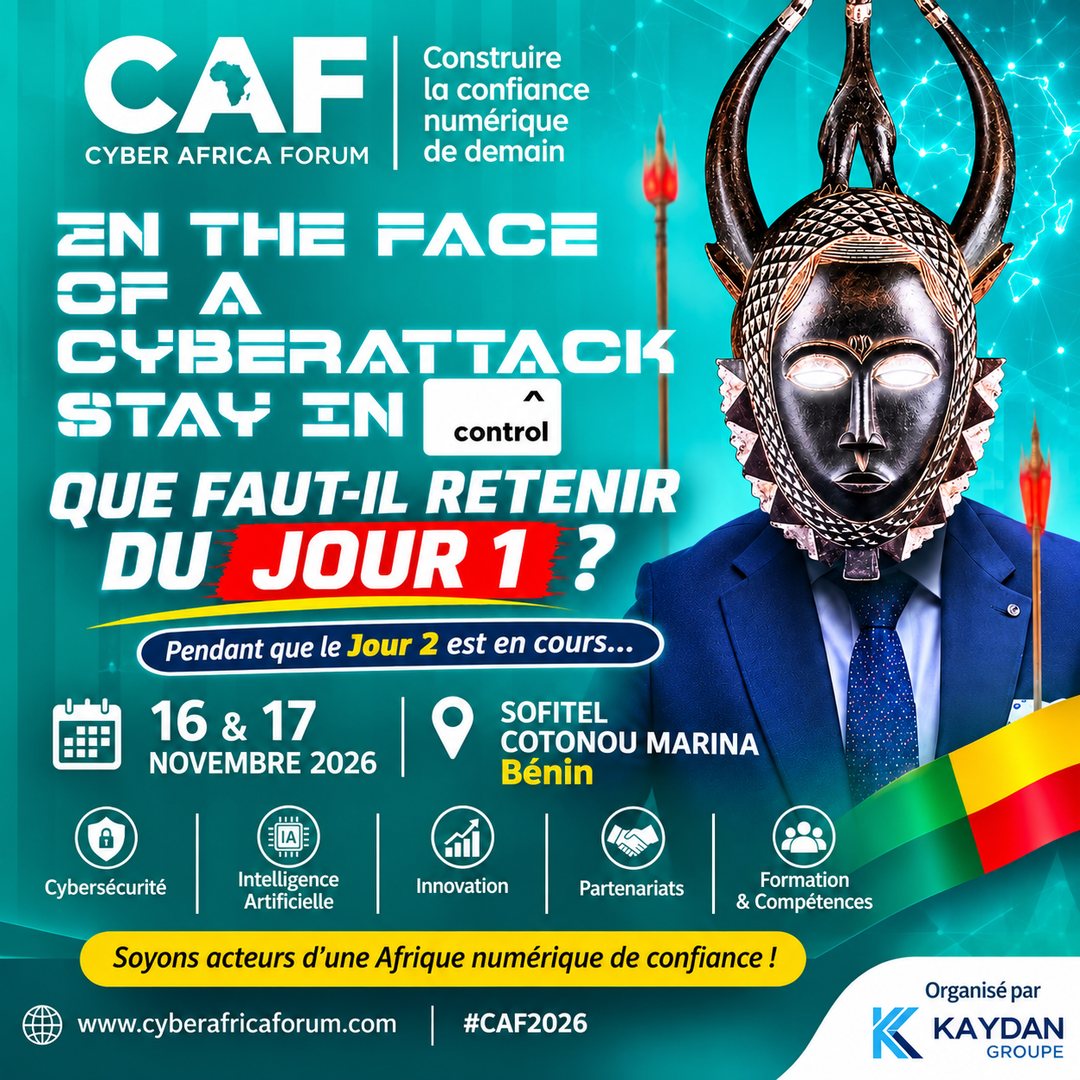 CAF
CYBER AFRICA FORUM
Construire
la confiance
numérique
de demain
IN THE FACE
OF A
CYBERATTACK
STAY IN
^
control
QUE FAUT-IL RETENIR
DU JOUR 1 ?
Pendant que le Jour 2 est en cours...
16 & 17
NOVEMBRE 2026
SOFITEL
COTONOU MARINA
Bénin
Cybersécurité
IA
Intelligence
Artificielle
Innovation
Partenariats
Formation
& Compétences
Soyons acteurs d'une Afrique numérique de confiance !
www.cyberafricaforum.com
#CAF2026
Organisé par
KAYDAN
GROUPE